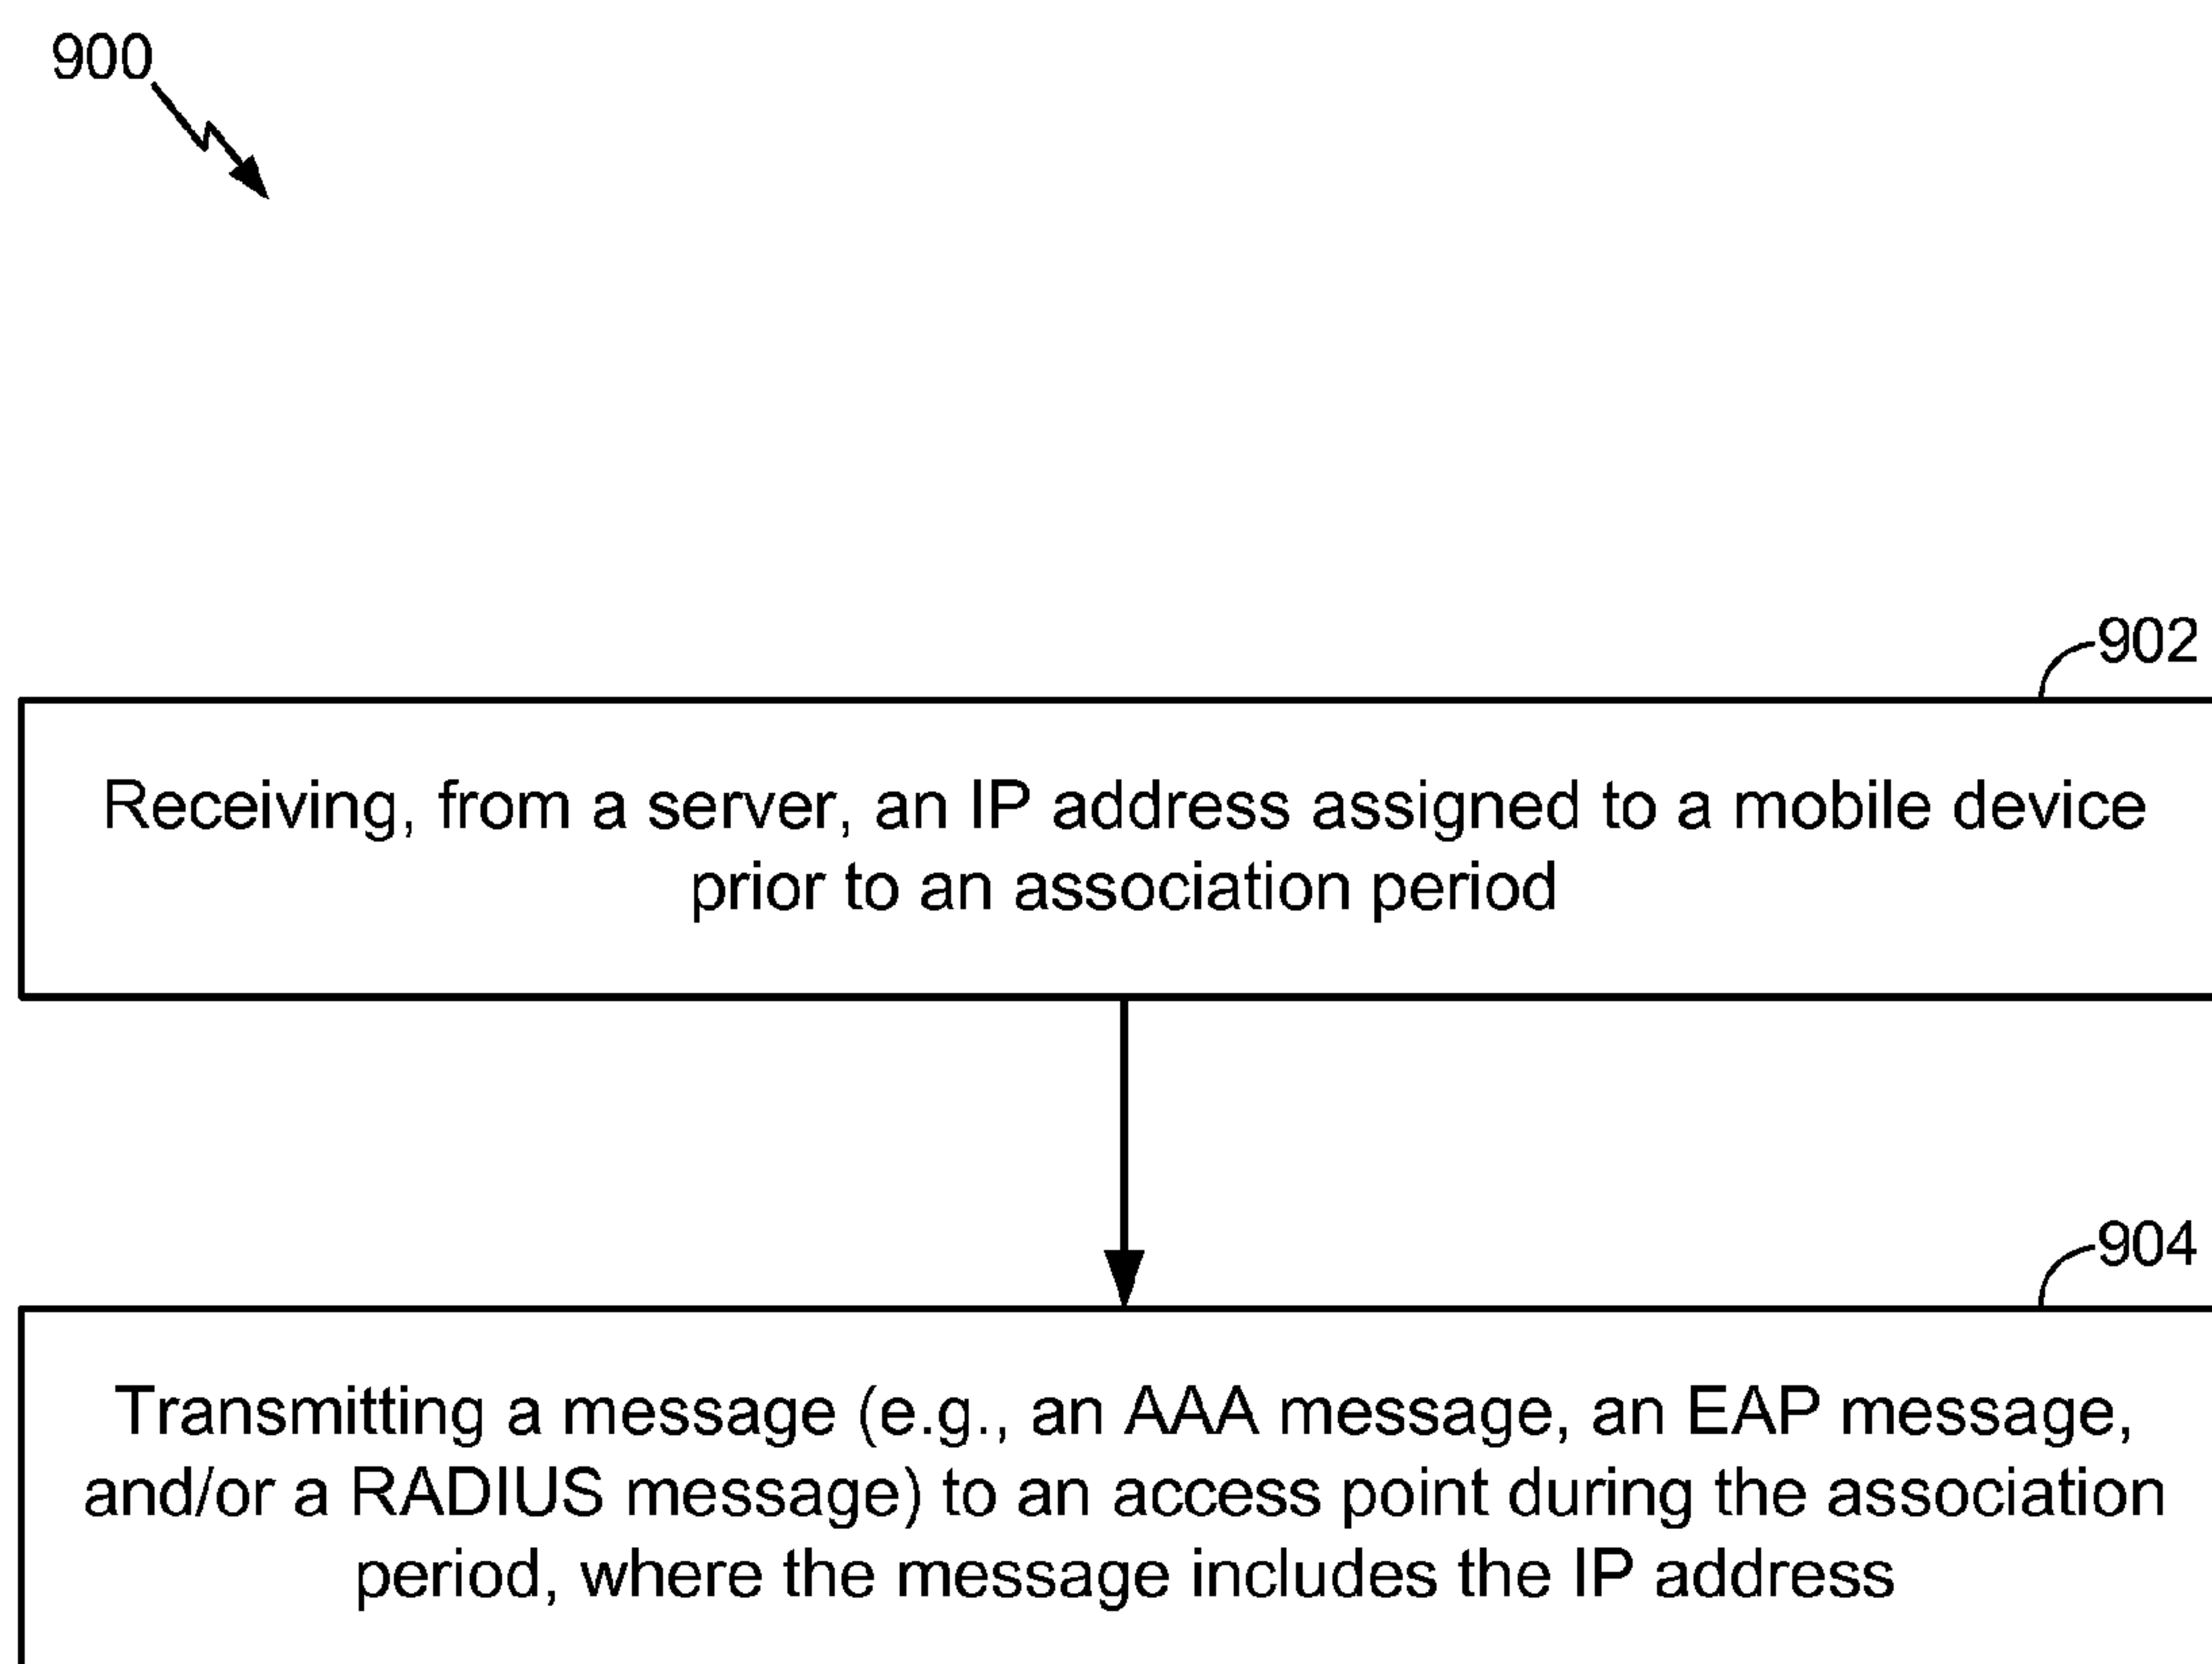 900
902
Receiving, from a server, an IP address assigned to a mobile device
prior to an association period
904
Transmitting a message (e.g., an AAA message, an EAP message,
and/or a RADIUS message) to an access point during the association
period, where the message includes the IP address